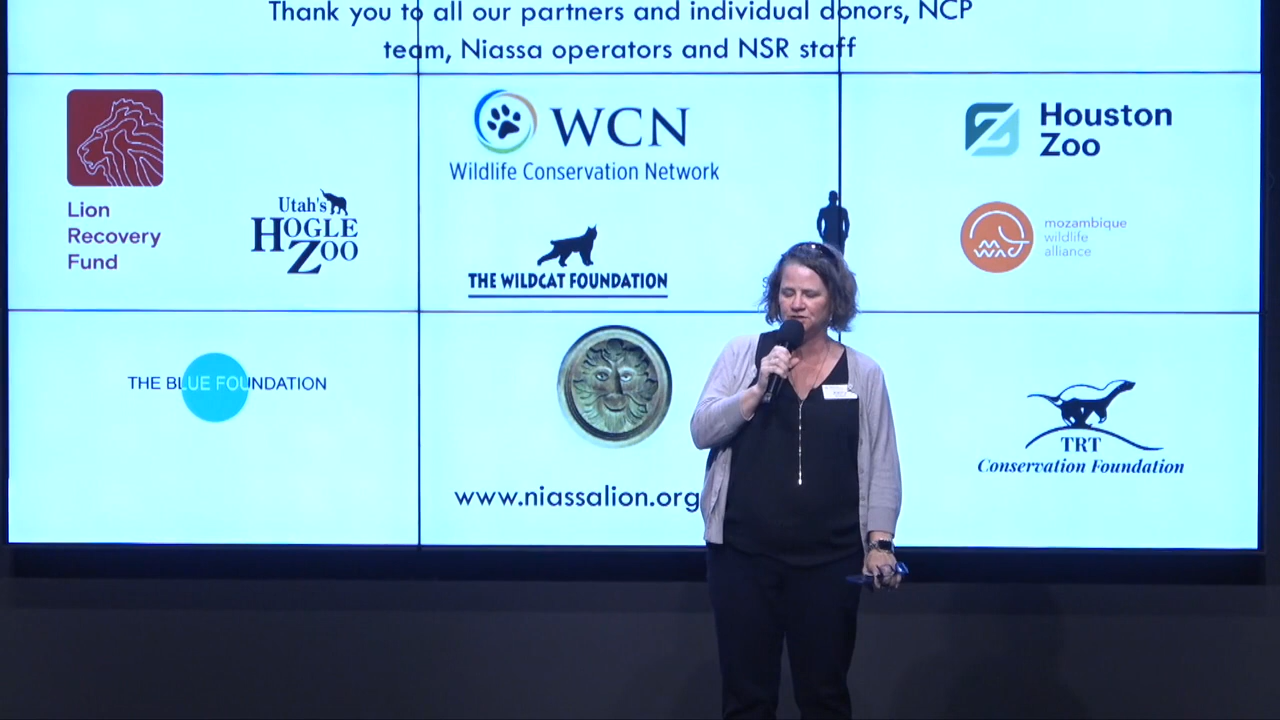 Thank you to all our partners and individual donors, NCP
team, Niassa operators and NSR staff
Lion
Recovery
Fund
Utah's
HOGLE
ZOO
WCN
Wildlife Conservation Network
THE WILDCAT FOUNDATION
Houston
Zoo
mozambique
wildlife
alliance
THE BLUE FOUNDATION
www.niassalion.org
TRT
Conservation Foundation